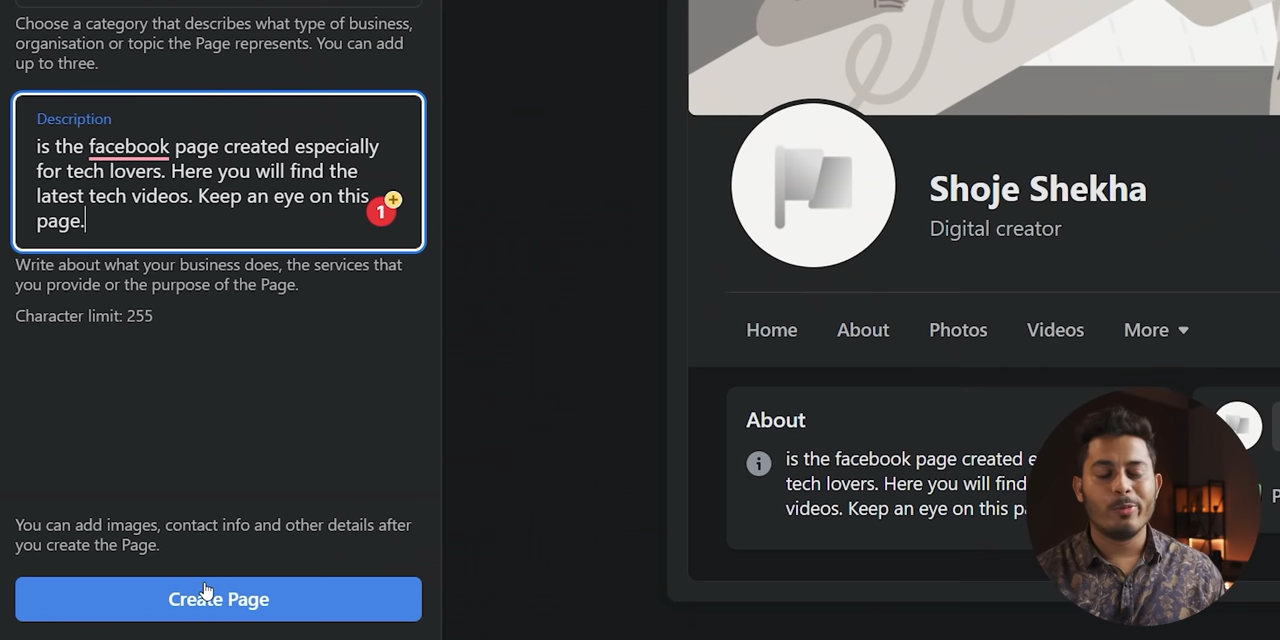 Choose a category that describes what type of business,
organisation or topic the Page represents. You can add
up to three.
Description
is the facebook page created especially
for tech lovers. Here you will find the
latest tech videos. Keep an eye on this
page.
1
Write about what your business does, the services that
you provide or the purpose of the Page.
Character limit: 255
You can add images, contact info and other details after
you create the Page.
Create Page
Shoje Shekha
Digital creator
Home About Photos Videos More
About
is the facebook page created
tech lovers. Here you will find
videos. Keep an eye on this